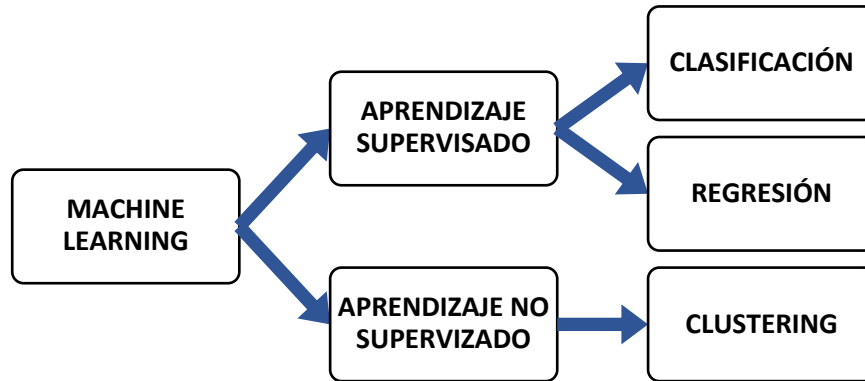 MACHINE
LEARNING
APRENDIZAJE
SUPERVISADO
CLASIFICACIÓN
REGRESIÓN
APRENDIZAJE NO
SUPERVIZADO
CLUSTERING